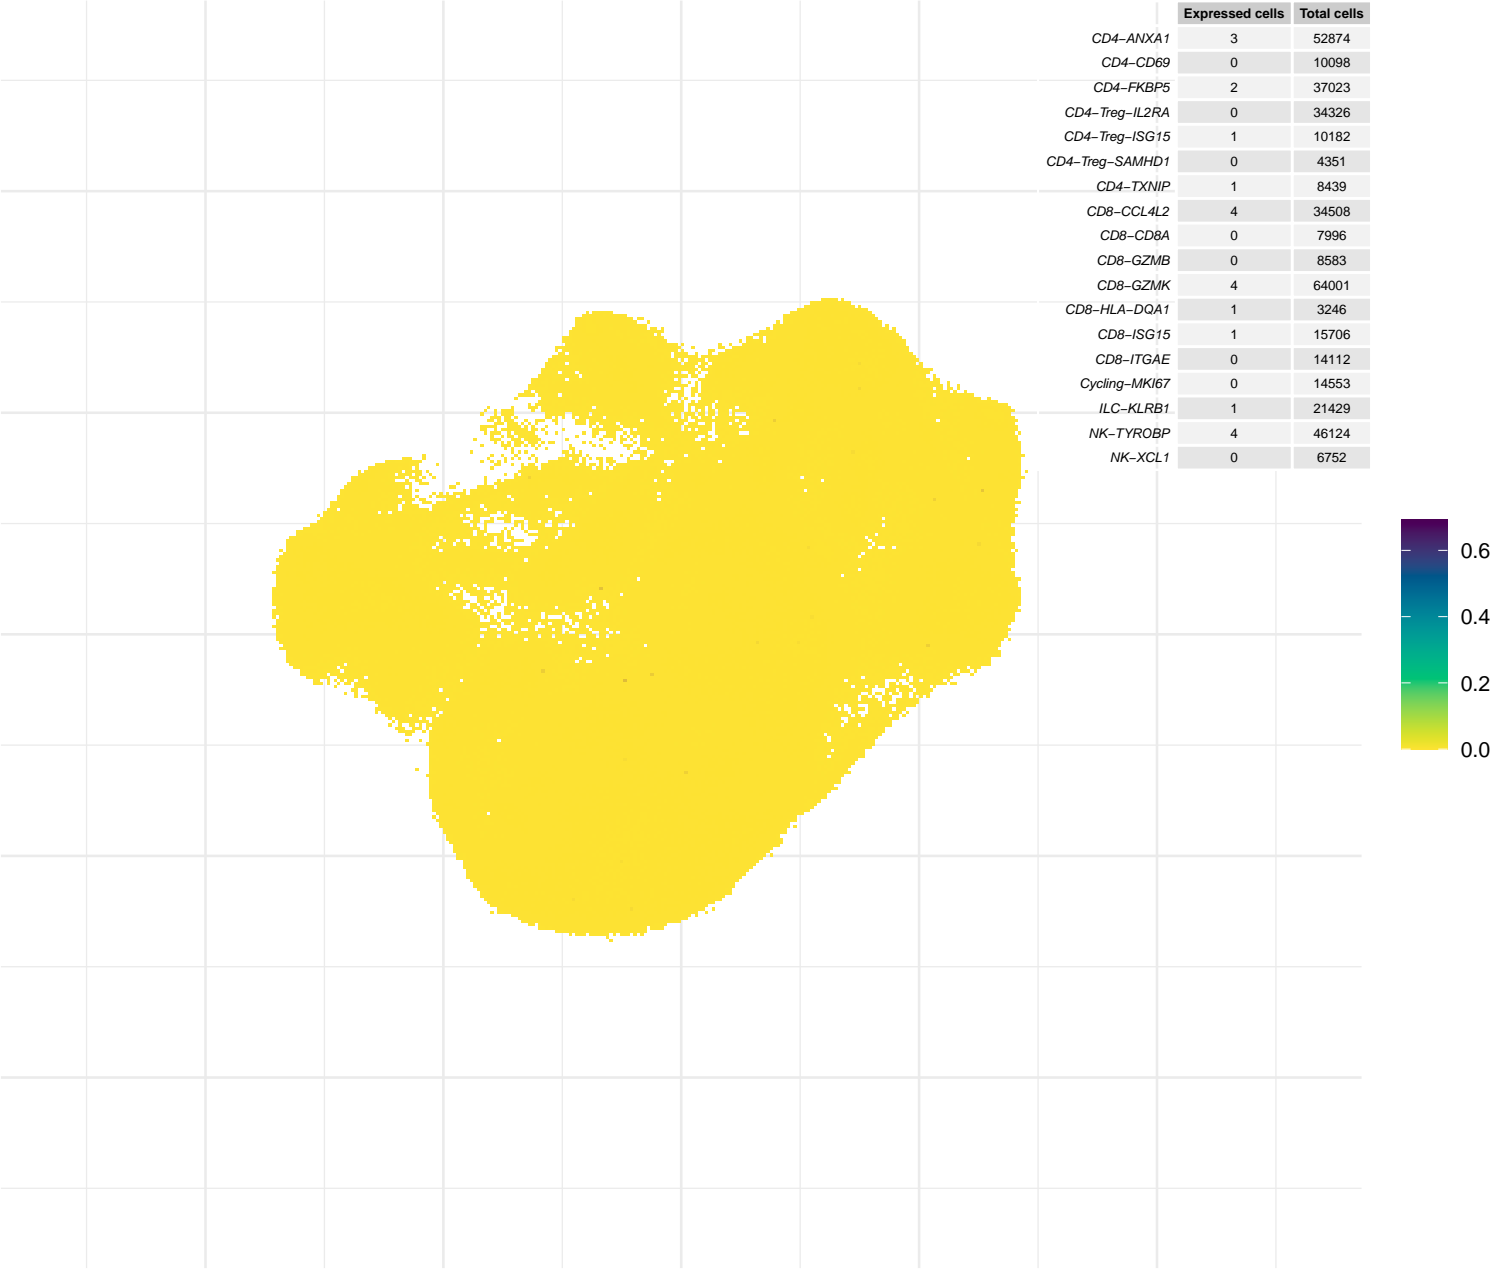 Expressed cells Total cells
CD4−ANXA1 3 52874
CD4−CD69 0 10098
CD4−FKBP5 2 37023
CD4−Treg−IL2RA 0 34326
CD4−Treg−ISG15 1 10182
CD4−Treg−SAMHD1 0 4351
CD4−TXNIP 1 8439
CD8−CCL4L2 4 34508
CD8−CD8A 0 7996
CD8−GZMB 0 8583
CD8−GZMK 4 64001
CD8−HLA−DQA1 1 3246
CD8−ISG15 1 15706
CD8−ITGAE 0 14112
Cycling−MKI67 0 14553
ILC−KLRB1 1 21429
NK−TYROBP 4 46124
NK−XCL1 0 6752
0.6
0.4
0.2
0.0